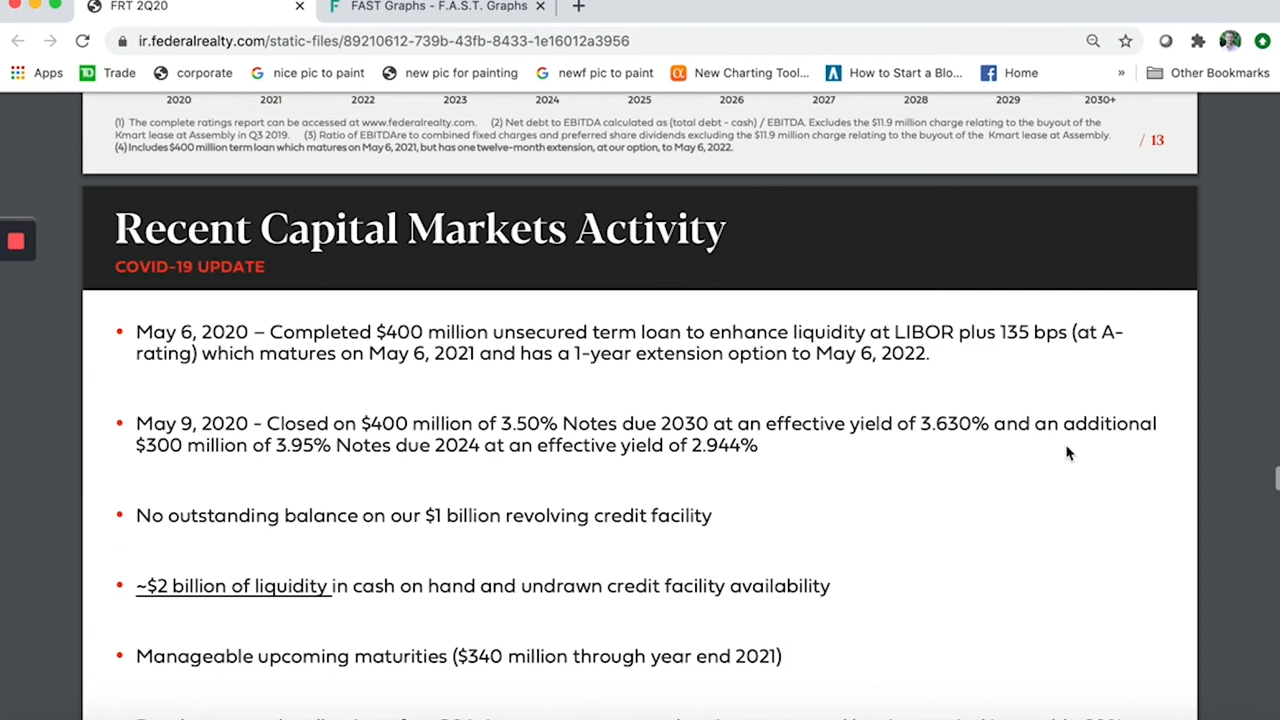 FRT 2Q20
FAST Graphs - F.A.S.T. Graphs
ir.federalrealty.com/static-files/89210612-739b-43fb-8433-1e16012a3956
Apps Trade corporate nice pic to paint new pic for painting newf pic to paint New Charting Tool... How to Start a Blo... Home » Other Bookmarks
2020 2021 2022 2023 2024 2025 2026 2027 2028 2029 2030+
(1) The complete ratings report can be accessed at www.federalrealty.com. (2) Net debt to EBITDA calculated as (total debt - cash) / EBITDA. Excludes the $11.9 million charge relating to the buyout of the
Kmart lease at Assembly in Q3 2019. (3) Ratio of EBITDAre to combined fixed charges and preferred share dividends excluding the $11.9 million charge relating to the buyout of the Kmart lease at Assembly.
(4) Includes $400 million term loan which matures on May 6, 2021, but has one twelve-month extension, at our option, to May 6, 2022.
/ 13
Recent Capital Markets Activity
COVID-19 UPDATE
• May 6, 2020 – Completed $400 million unsecured term loan to enhance liquidity at LIBOR plus 135 bps (at A-
rating) which matures on May 6, 2021 and has a 1-year extension option to May 6, 2022.
• May 9, 2020 - Closed on $400 million of 3.50% Notes due 2030 at an effective yield of 3.630% and an additional
$300 million of 3.95% Notes due 2024 at an effective yield of 2.944%
• No outstanding balance on our $1 billion revolving credit facility
• ~$2 billion of liquidity in cash on hand and undrawn credit facility availability
• Manageable upcoming maturities ($340 million through year end 2021)